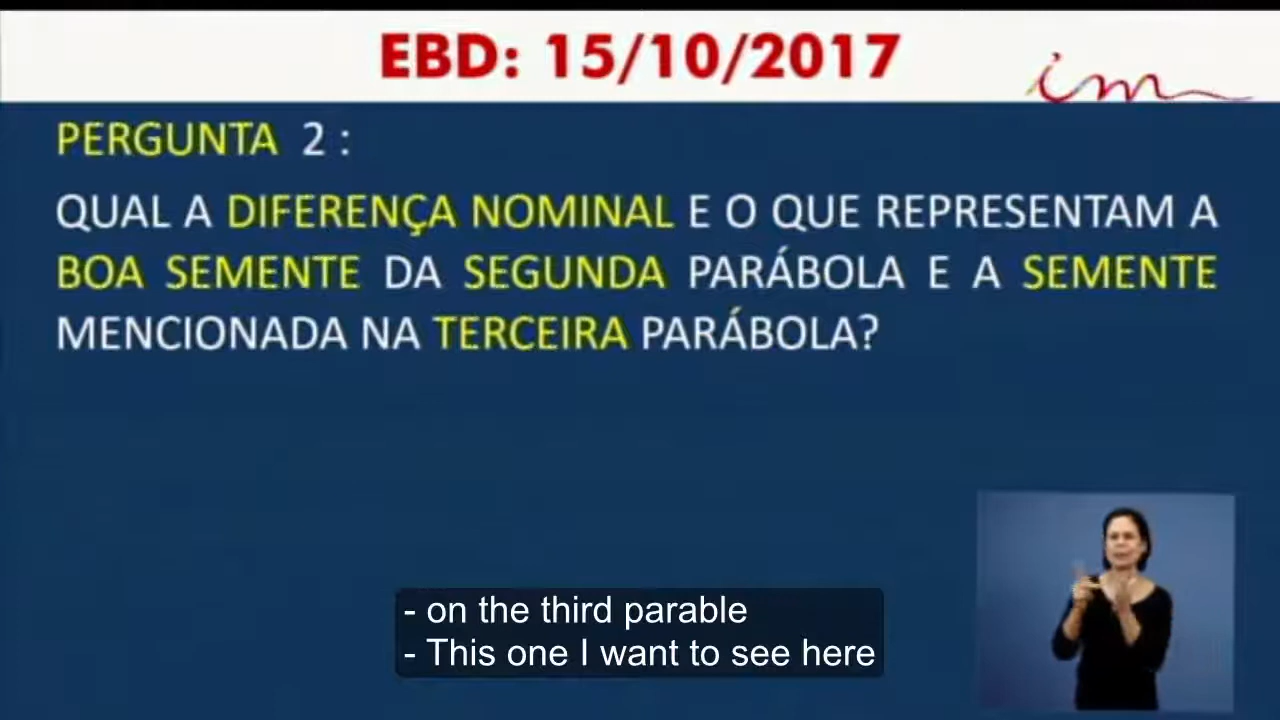 EBD: 15/10/2017
im
PERGUNTA 2 :
QUAL A DIFERENÇA NOMINAL E O QUE REPRESENTAM A
BOA SEMENTE DA SEGUNDA PARÁBOLA E A SEMENTE
MENCIONADA NA TERCEIRA PARÁBOLA?
- on the third parable
- This one I want to see here